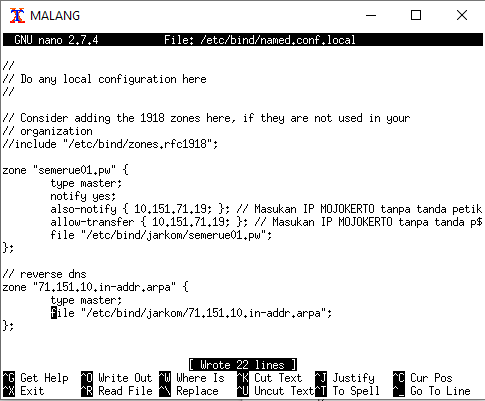 MALANG
GNU nano 2.7.4 File: /etc/bind/named.conf.local
//
// Do any local configuration here
//
// Consider adding the 1918 zones here, if they are not used in your
// organization
//include "/etc/bind/zones.rfc1918";
zone "semerue01.pw" {
type master;
notify yes;
also-notify { 10.151.71.19; }; // Masukan IP MOJOKERTO tanpa tanda petik
allow-transfer { 10.151.71.19; }; // Masukan IP MOJOKERTO tanpa tanda p$
file "/etc/bind/jarkom/semerue01.pw";
};
// reverse dns
zone "71.151.10.in-addr.arpa" {
type master;
file "/etc/bind/jarkom/71.151.10.in-addr.arpa";
};
[ Wrote 22 lines ]
^G Get Help ^O Write Out ^W Where Is ^K Cut Text ^J Justify ^C Cur Pos
^X Exit ^R Read File ^\ Replace ^U Uncut Text ^T To Spell ^_ Go To Line